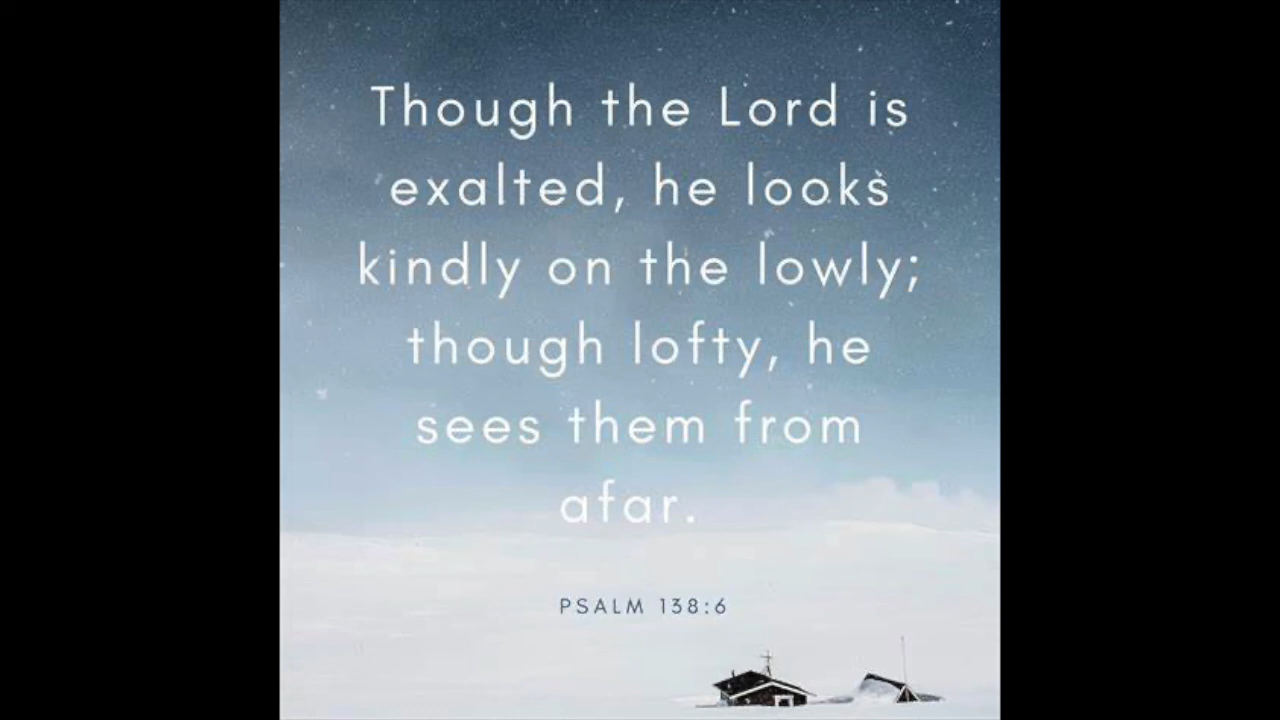 Though the Lord is
exalted, he looks
kindly on the lowly;
though lofty, he
sees them from
afar.
PSALM 138:6